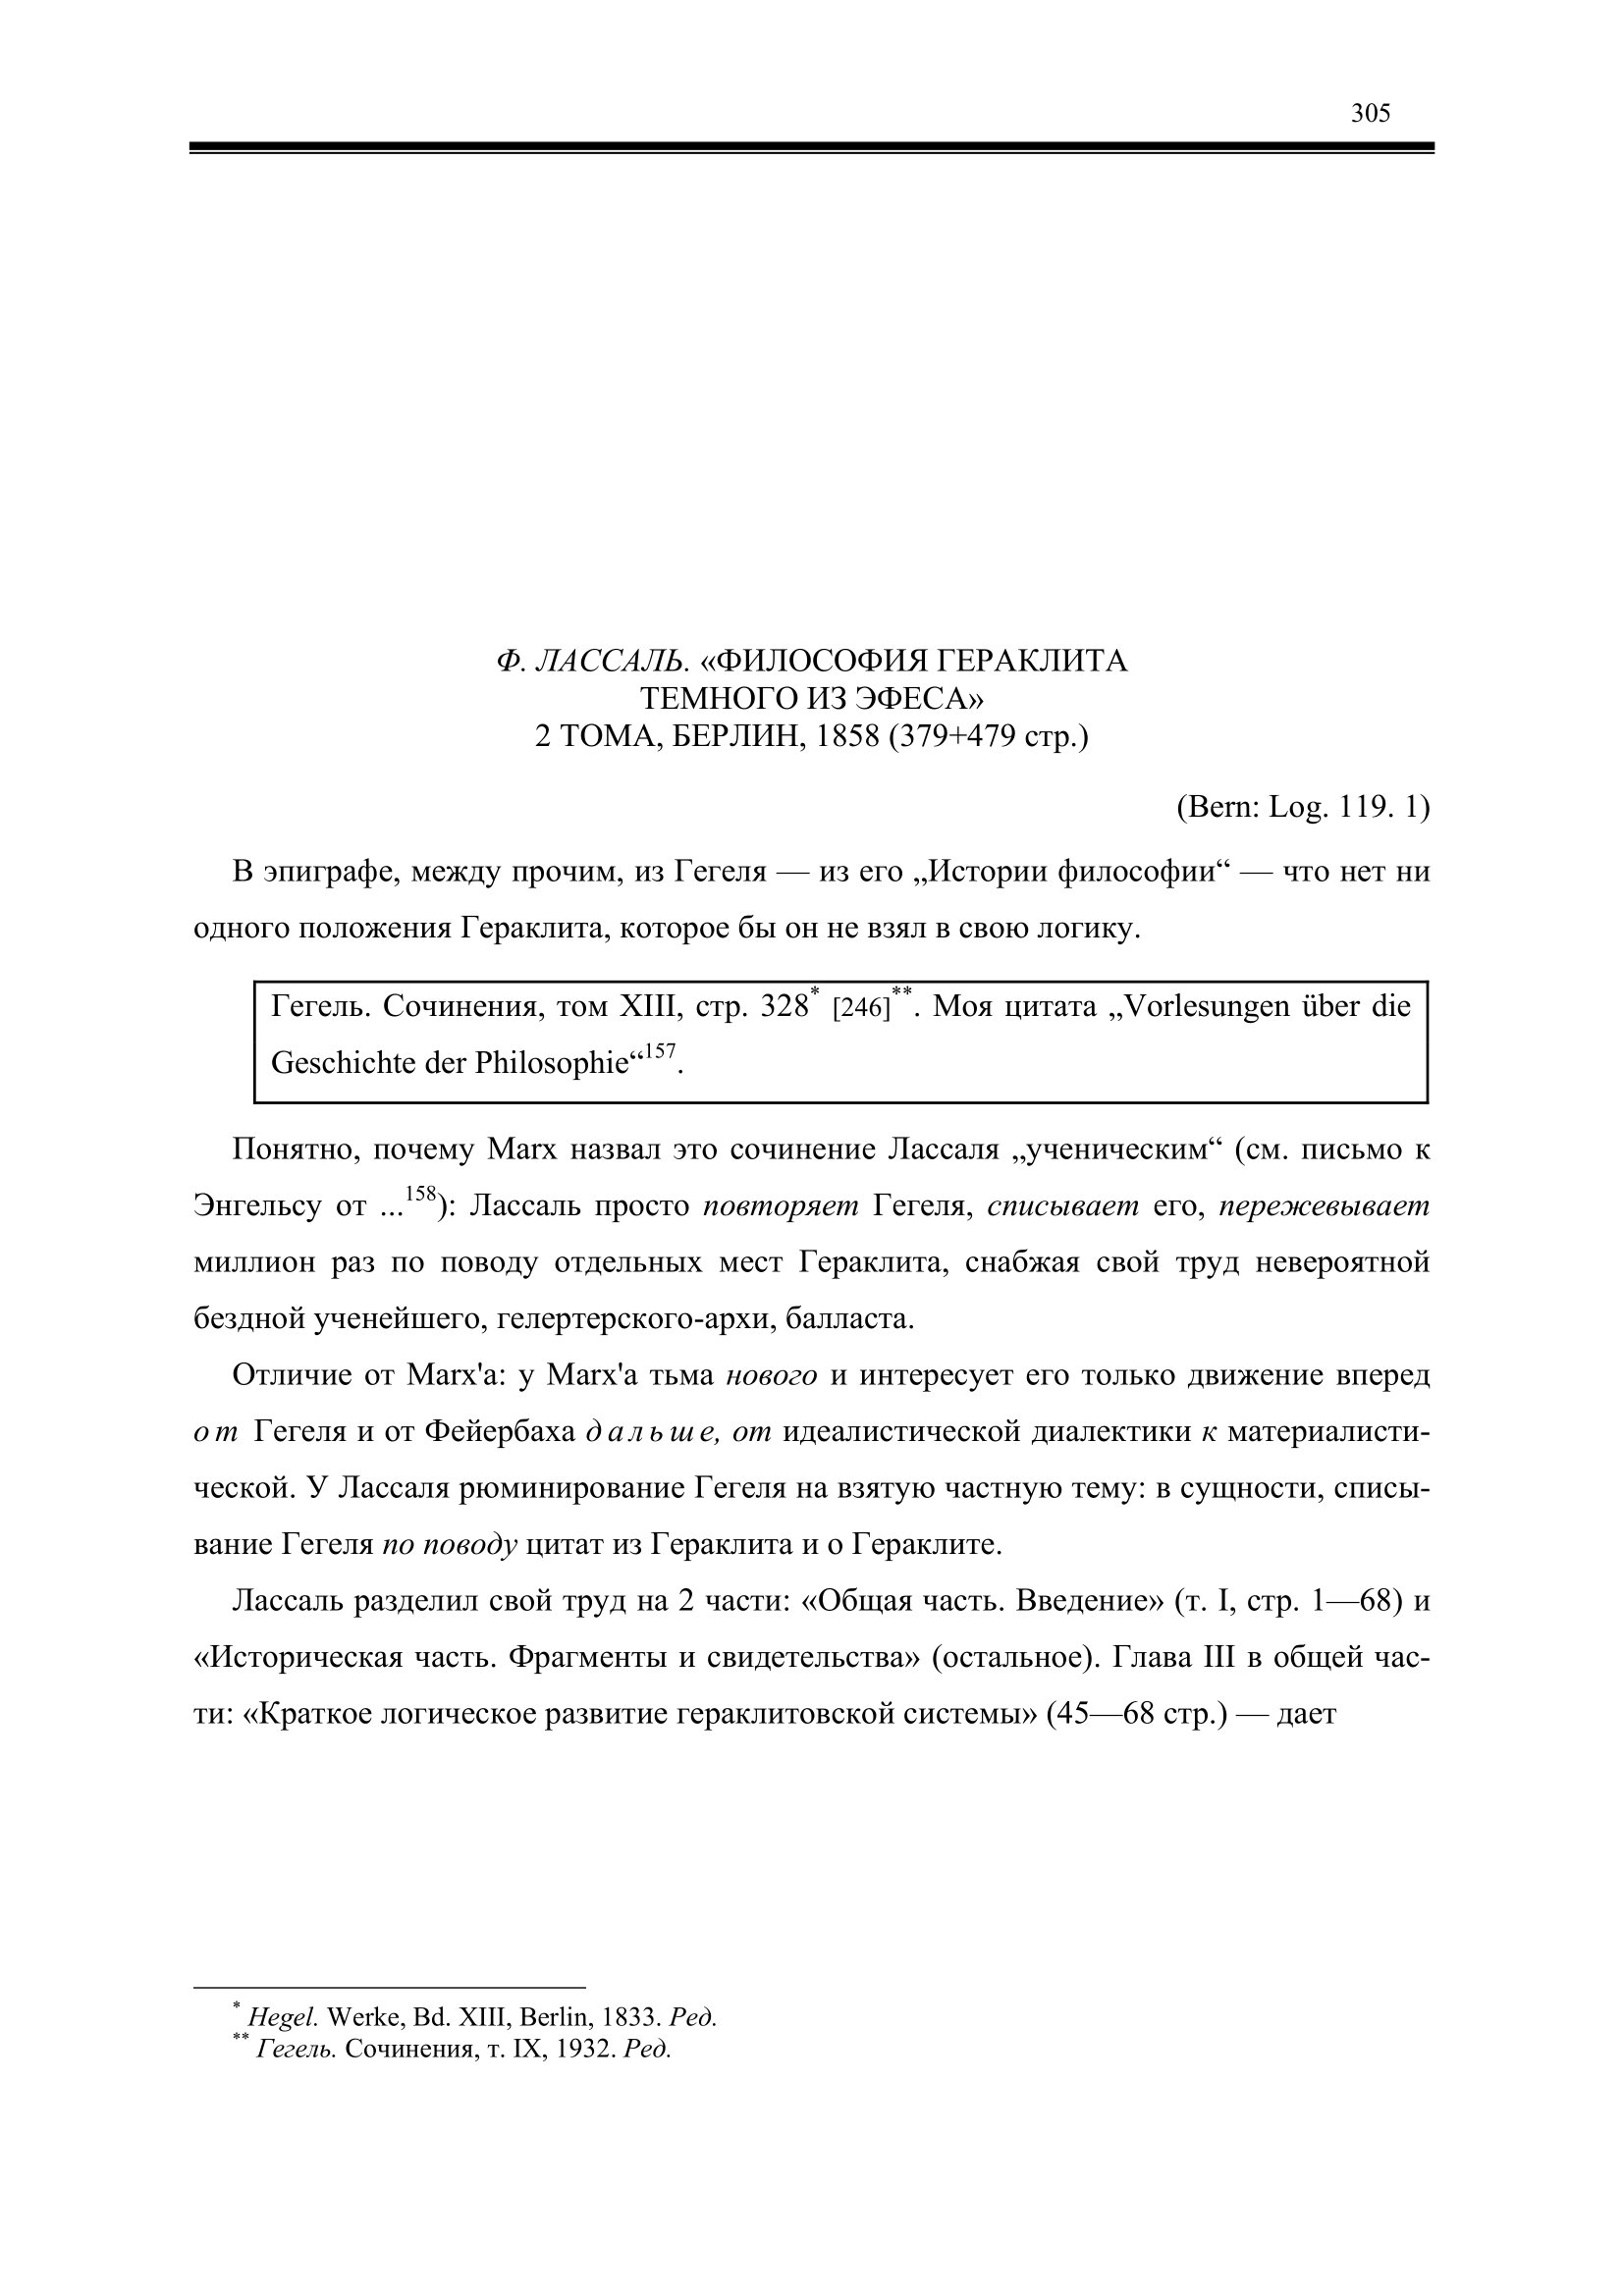 305
Ф. ЛАССАЛЬ. «ФИЛОСОФИЯ ГЕРАКЛИТА
ТЕМНОГО ИЗ ЭФЕСА»
2 ТОМА, БЕРЛИН, 1858 (379+479 стр.)
(Bern: Log. 119. 1)
В эпиграфе, между прочим, из Гегеля — из его „Истории философии“ — что нет ни
одного положения Гераклита, которое бы он не взял в свою логику.
Гегель. Сочинения, том XIII, стр. 328* [246]**. Моя цитата „Vorlesungen über die
Geschichte der Philosophie“157.
Понятно, почему Marx назвал это сочинение Лассаля „ученическим“ (см. письмо к
Энгельсу от ...158): Лассаль просто повторяет Гегеля, списывает его, пережевывает
миллион раз по поводу отдельных мест Гераклита, снабжая свой труд невероятной
бездной ученейшего, гелертерского-архи, балласта.
Отличие от Marx'а: у Marx'а тьма нового и интересует его только движение вперед
от Гегеля и от Фейербаха дальше, от идеалистической диалектики к материалисти-
ческой. У Лассаля рюминирование Гегеля на взятую частную тему: в сущности, списы-
вание Гегеля по поводу цитат из Гераклита и о Гераклите.
Лассаль разделил свой труд на 2 части: «Общая часть. Введение» (т. I, стр. 1—68) и
«Историческая часть. Фрагменты и свидетельства» (остальное). Глава III в общей час-
ти: «Краткое логическое развитие гераклитовской системы» (45—68 стр.) — дает
* Hegel. Werke, Bd. XIII, Berlin, 1833. Ред.
** Гегель. Сочинения, т. IX, 1932. Ред.